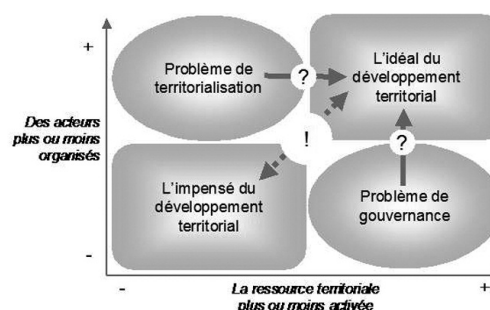 +
Problème de
territorialisation
?
L'idéal du
développement
territorial
Des acteurs
plus ou moins
organisés
!
?
L'impensé du
développement
territorial
Problème de
gouvernance
-
-
La ressource territoriale
plus ou moins activée
+